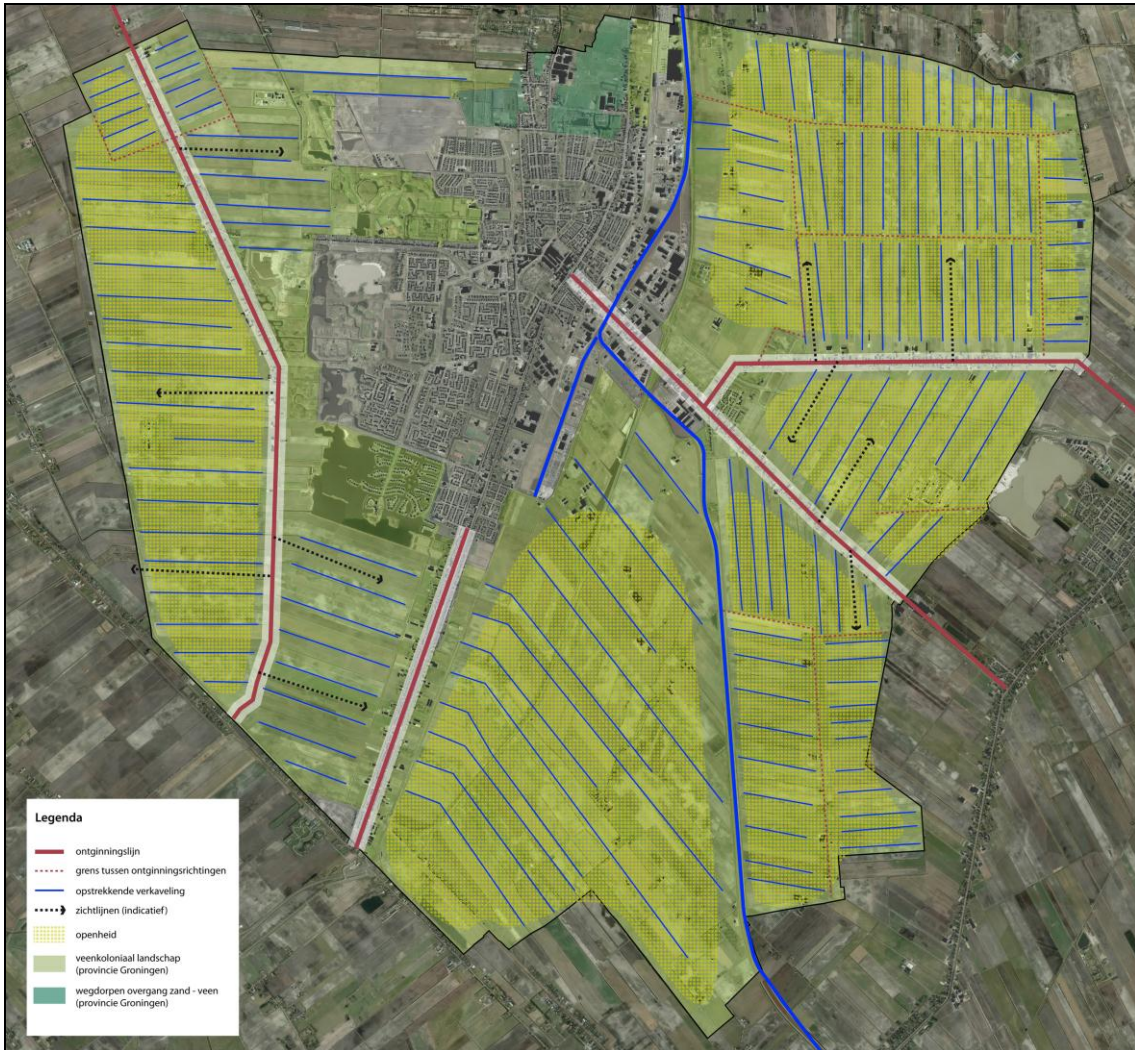 Legenda
ontginningslijn
grens tussen ontginningsrichtingen
opstrekkende verkaveling
zichtlijnen (indicatief)
openheid
veenkoloniaal landschap
(provincie Groningen)
wegdorpen overgang zand - veen
(provincie Groningen)